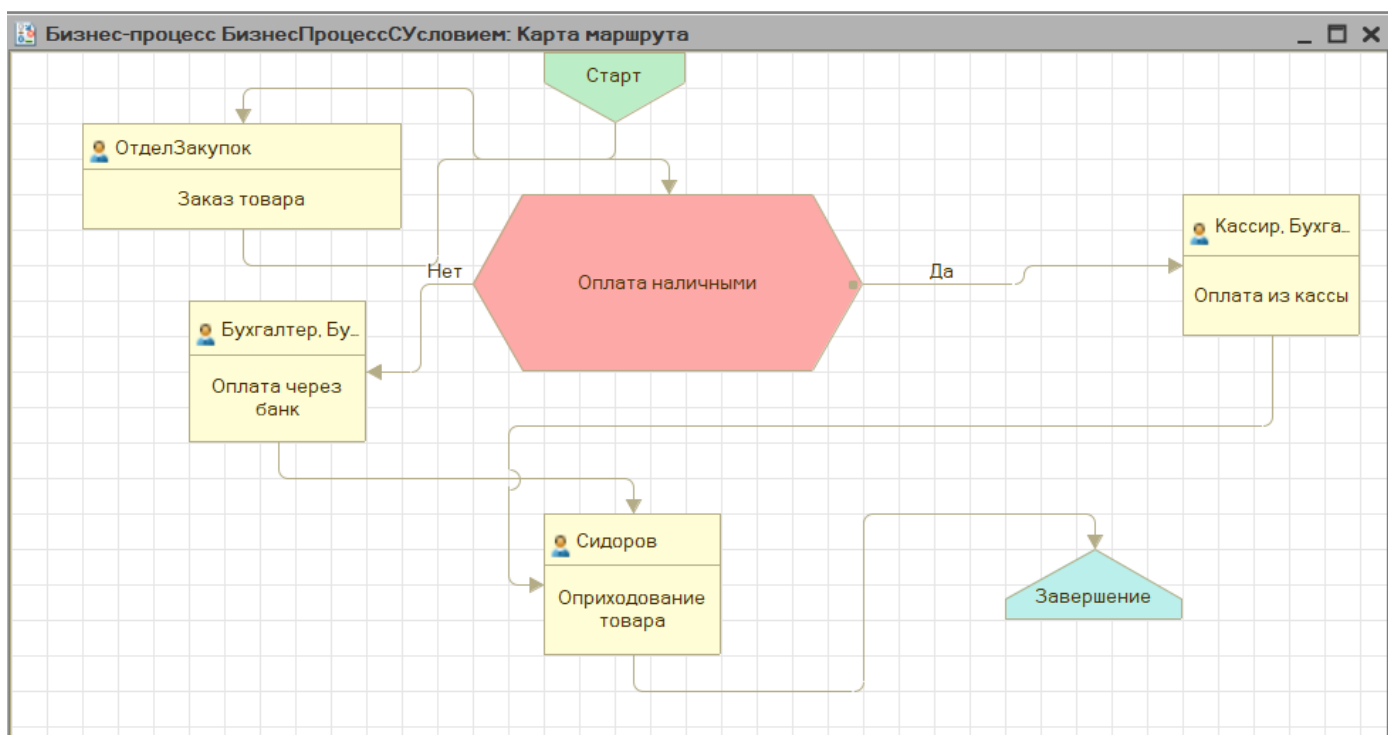 Бизнес-процесс БизнесПроцессСУсловием: Карта маршрута
Старт
ОтделЗакупок
Заказ товара
Кассир, Бухга...
Нет
Оплата наличными
Да
Оплата из кассы
Бухгалтер, Бу...
Оплата через
банк
Сидоров
Оприходование
товара
Завершение